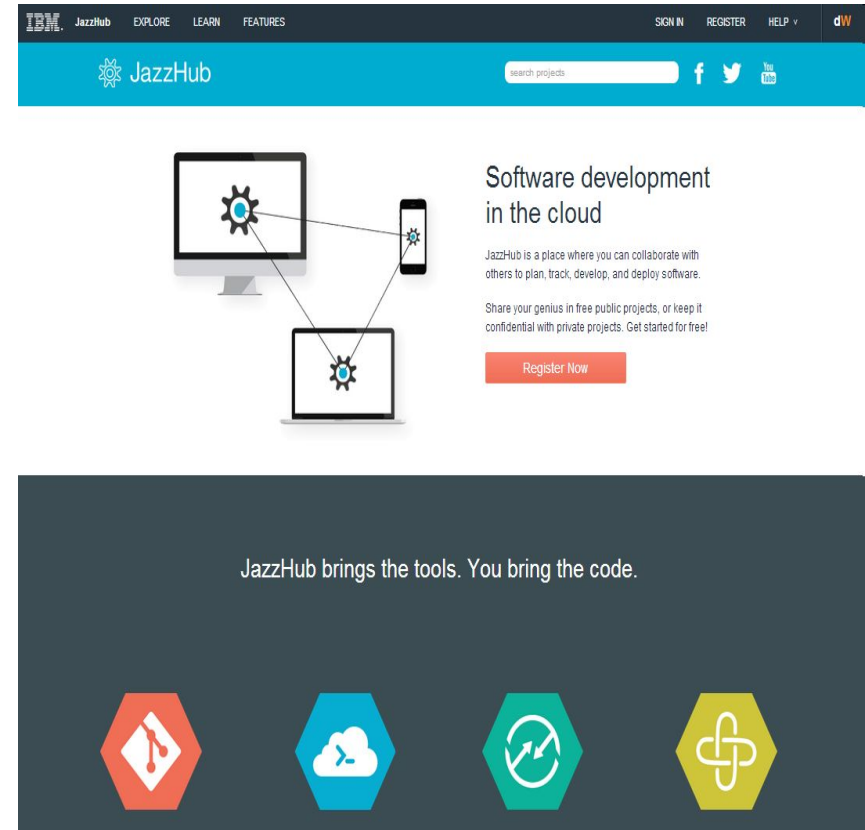 IBM. JazzHub EXPLORE LEARN FEATURES SIGN IN REGISTER HELP v dW
JazzHub search projects f You Tube
Software development
in the cloud
JazzHub is a place where you can collaborate with
others to plan, track, develop, and deploy software.
Share your genius in free public projects, or keep it
confidential with private projects. Get started for free!
Register Now
JazzHub brings the tools. You bring the code.